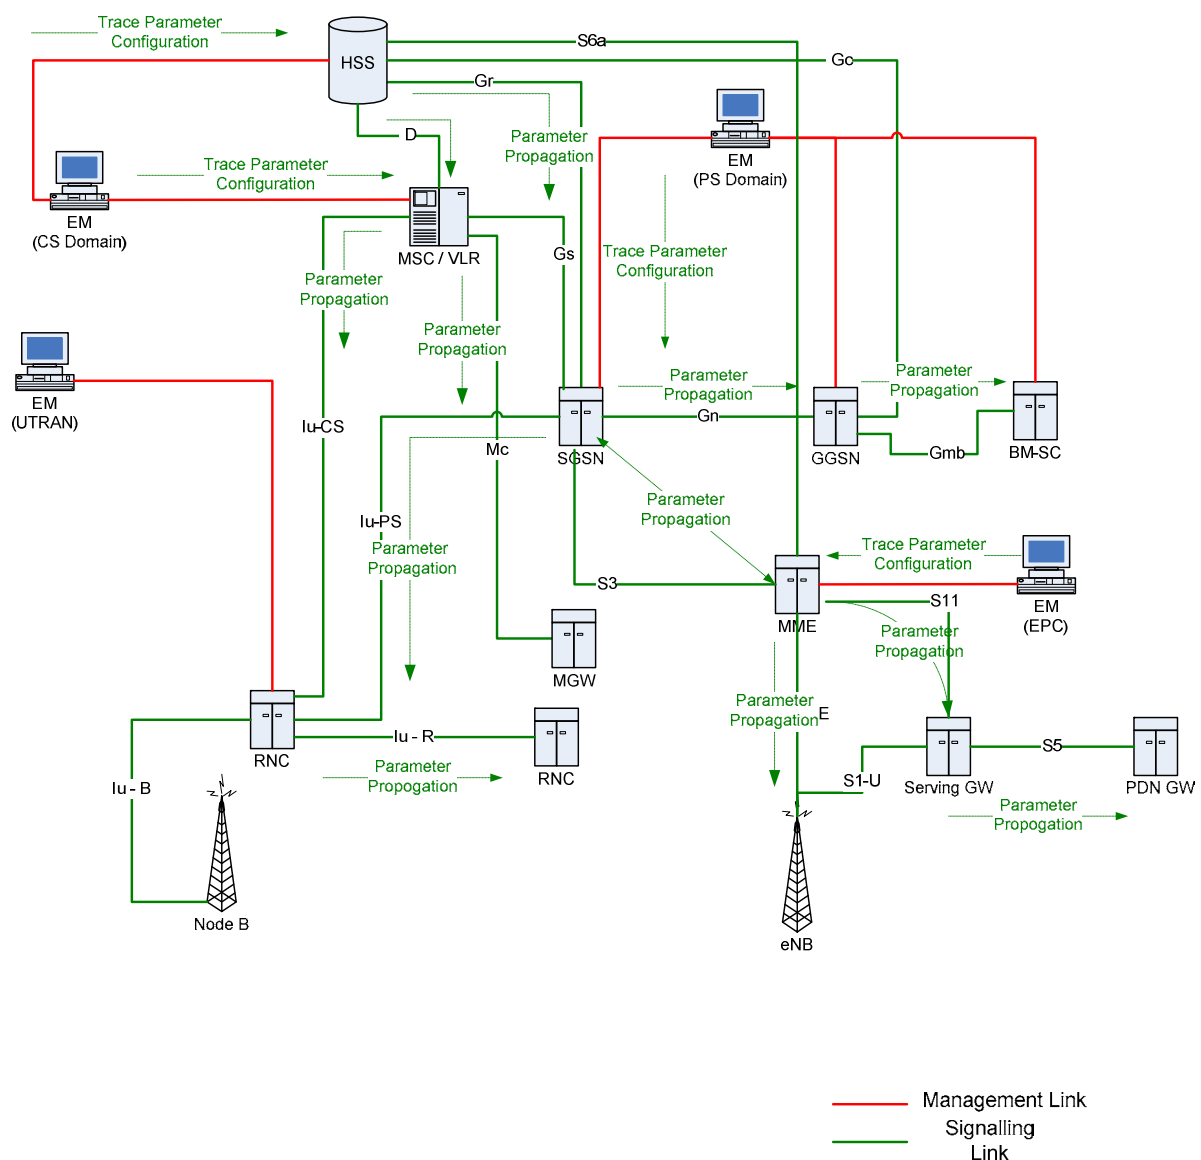 Trace Parameter
Configuration
HSS
S6a
Gc
Gr
D
Parameter
Propagation
EM
(PS Domain)
Trace Parameter
Configuration
EM
(CS Domain)
MSC / VLR
Gs
Trace Parameter
Configuration
Parameter
Propagation
Parameter
Propagation
EM
(UTRAN)
Parameter
Propagation
Parameter
Propagation
Iu-CS
Gn
Mc
SGSN
GGSN
Gmb
BM-SC
Parameter
Propagation
Iu-PS
Parameter
Propagation
Trace Parameter
Configuration
S3
EM
(EPC)
MME
S11
Parameter
Propagation
MGW
Parameter
Propagation
E
Iu - R
RNC
RNC
Parameter
Propogation
Iu - B
S1-U
S5
Serving GW
PDN GW
Parameter
Propogation
Node B
eNB
Management Link
Signalling
Link